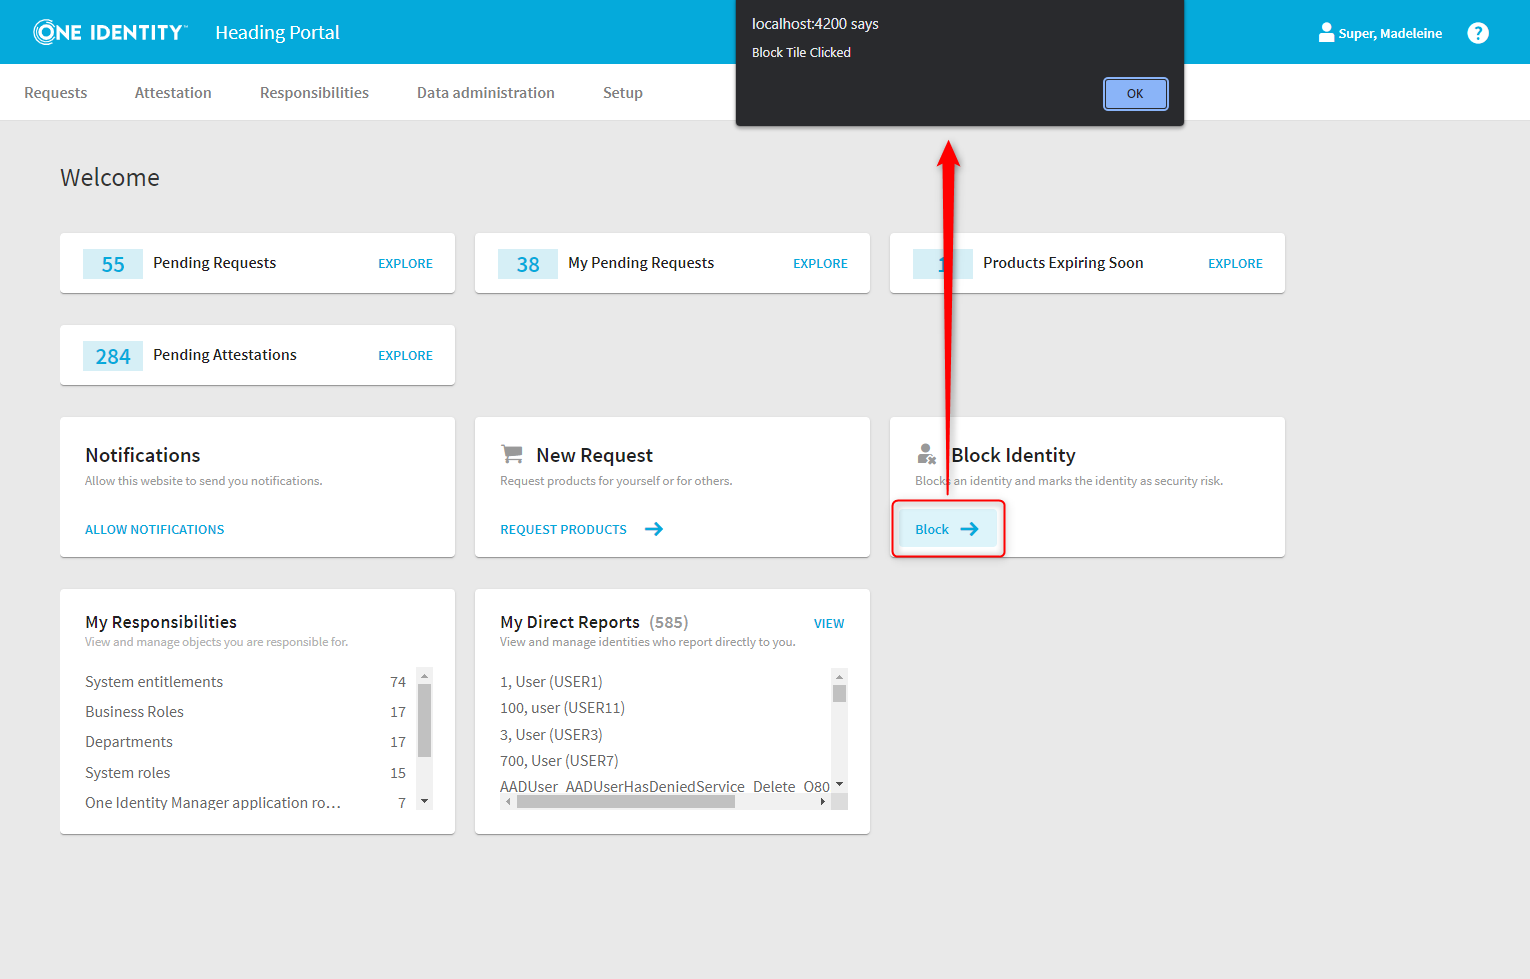 ONE IDENTITY™
Heading Portal
localhost:4200 says
Block Tile Clicked
OK
Super, Madeleine
?
Requests
Attestation
Responsibilities
Data administration
Setup
Welcome
55 Pending Requests EXPLORE
38 My Pending Requests EXPLORE
1 Products Expiring Soon EXPLORE
284 Pending Attestations EXPLORE
Notifications
Allow this website to send you notifications.
ALLOW NOTIFICATIONS
New Request
Request products for yourself or for others.
REQUEST PRODUCTS
Block Identity
Blocks an identity and marks the identity as security risk.
Block
My Responsibilities
View and manage objects you are responsible for.
System entitlements 74
Business Roles 17
Departments 17
System roles 15
One Identity Manager application ro... 7
My Direct Reports (585) VIEW
View and manage identities who report directly to you.
1, User (USER1)
100, user (USER11)
3, User (USER3)
700, User (USER7)
AADUser_AADUserHasDeniedService_Delete_O80